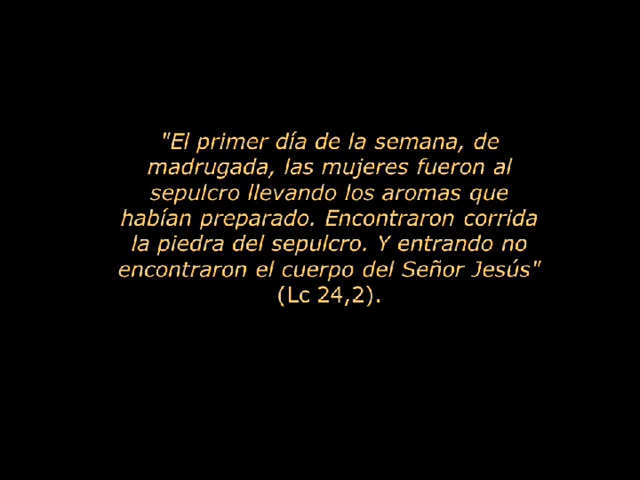 "El primer día de la semana, de
madrugada, las mujeres fueron al
sepulcro llevando los aromas que
habían preparado. Encontraron corrida
la piedra del sepulcro. Y entrando no
encontraron el cuerpo del Señor Jesús"
(Lc 24,2).